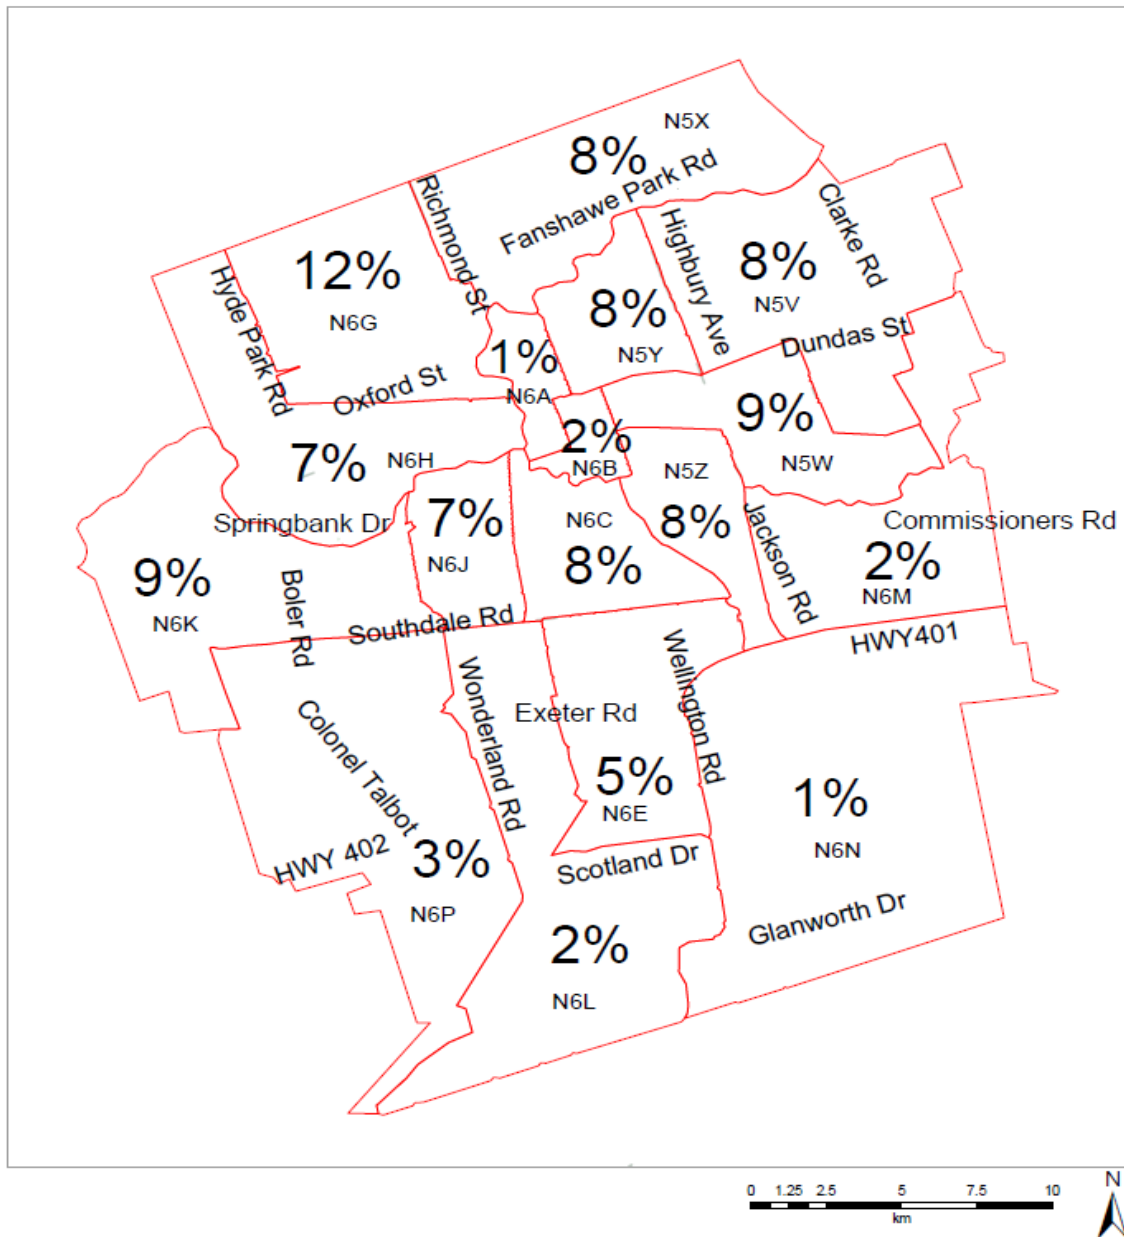 N5X
8%
Fanshawe Park Rd
Richmond St
Clarke Rd
Highbury Ave
12%
N6G
8%
N5V
Hyde Park Rd
8%
N5Y
Dundas St
1%
N6A
Oxford St
9%
N5W
2%
N6B
7%
N6H
N5Z
8%
Springbank Dr
7%
N6J
N6C
8%
Jackson Rd
Commissioners Rd
2%
N6M
9%
N6K
Boler Rd
Southdale Rd
HWY401
Wellington Rd
Wonderland Rd
Exeter Rd
Colonel Talbot
5%
N6E
1%
N6N
HWY 402
3%
N6P
Scotland Dr
Glanworth Dr
2%
N6L
N
0 1.25 2.5 5 7.5 10
km